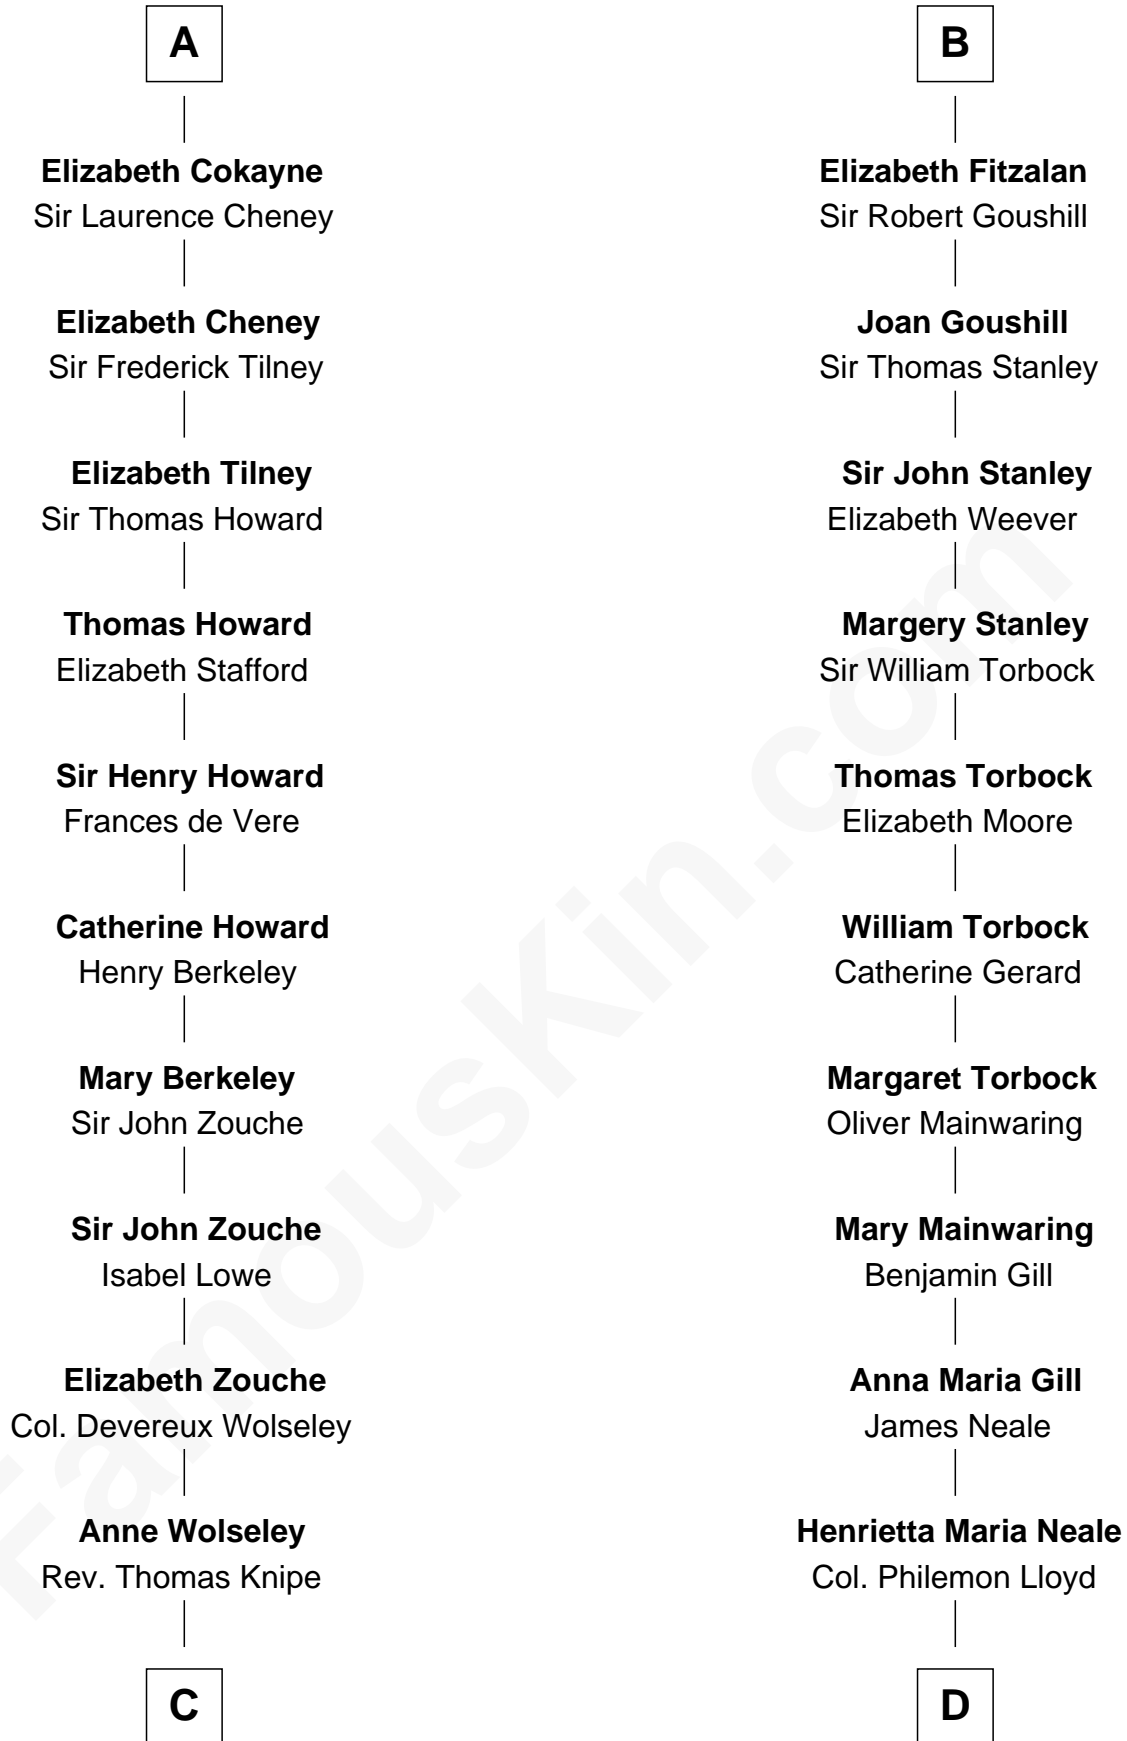 A
Elizabeth Cokayne
Sir Laurence Cheney
Elizabeth Cheney
Sir Frederick Tilney
Elizabeth Tilney
Sir Thomas Howard
Thomas Howard
Elizabeth Stafford
Sir Henry Howard
Frances de Vere
Catherine Howard
Henry Berkeley
Mary Berkeley
Sir John Zouche
Sir John Zouche
Isabel Lowe
Elizabeth Zouche
Col. Devereux Wolseley
Anne Wolseley
Rev. Thomas Knipe
C
B
Elizabeth Fitzalan
Sir Robert Goushill
Joan Goushill
Sir Thomas Stanley
Sir John Stanley
Elizabeth Weever
Margery Stanley
Sir William Torbock
Thomas Torbock
Elizabeth Moore
William Torbock
Catherine Gerard
Margaret Torbock
Oliver Mainwaring
Mary Mainwaring
Benjamin Gill
Anna Maria Gill
James Neale
Henrietta Maria Neale
Col. Philemon Lloyd
D
FamousKin.com